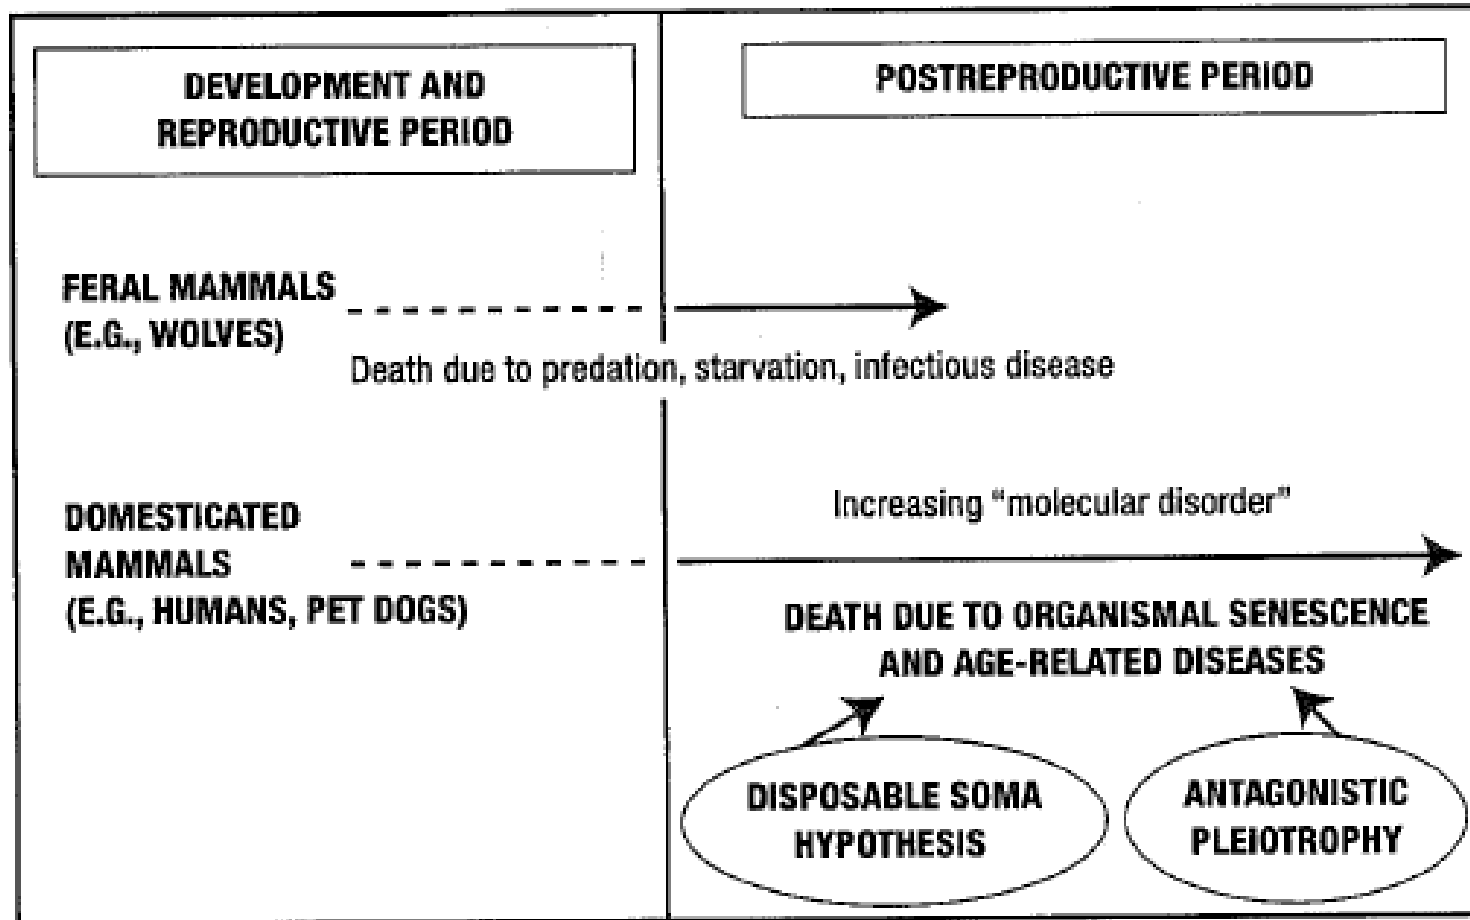 DEVELOPMENT AND
REPRODUCTIVE PERIOD
POSTREPRODUCTIVE PERIOD
FERAL MAMMALS
(E.G., WOLVES)
Death due to predation, starvation, infectious disease
DOMESTICATED
MAMMALS
(E.G., HUMANS, PET DOGS)
Increasing “molecular disorder”
DEATH DUE TO ORGANISMAL SENESCENCE
AND AGE-RELATED DISEASES
DISPOSABLE SOMA
HYPOTHESIS
ANTAGONISTIC
PLEIOTROPHY